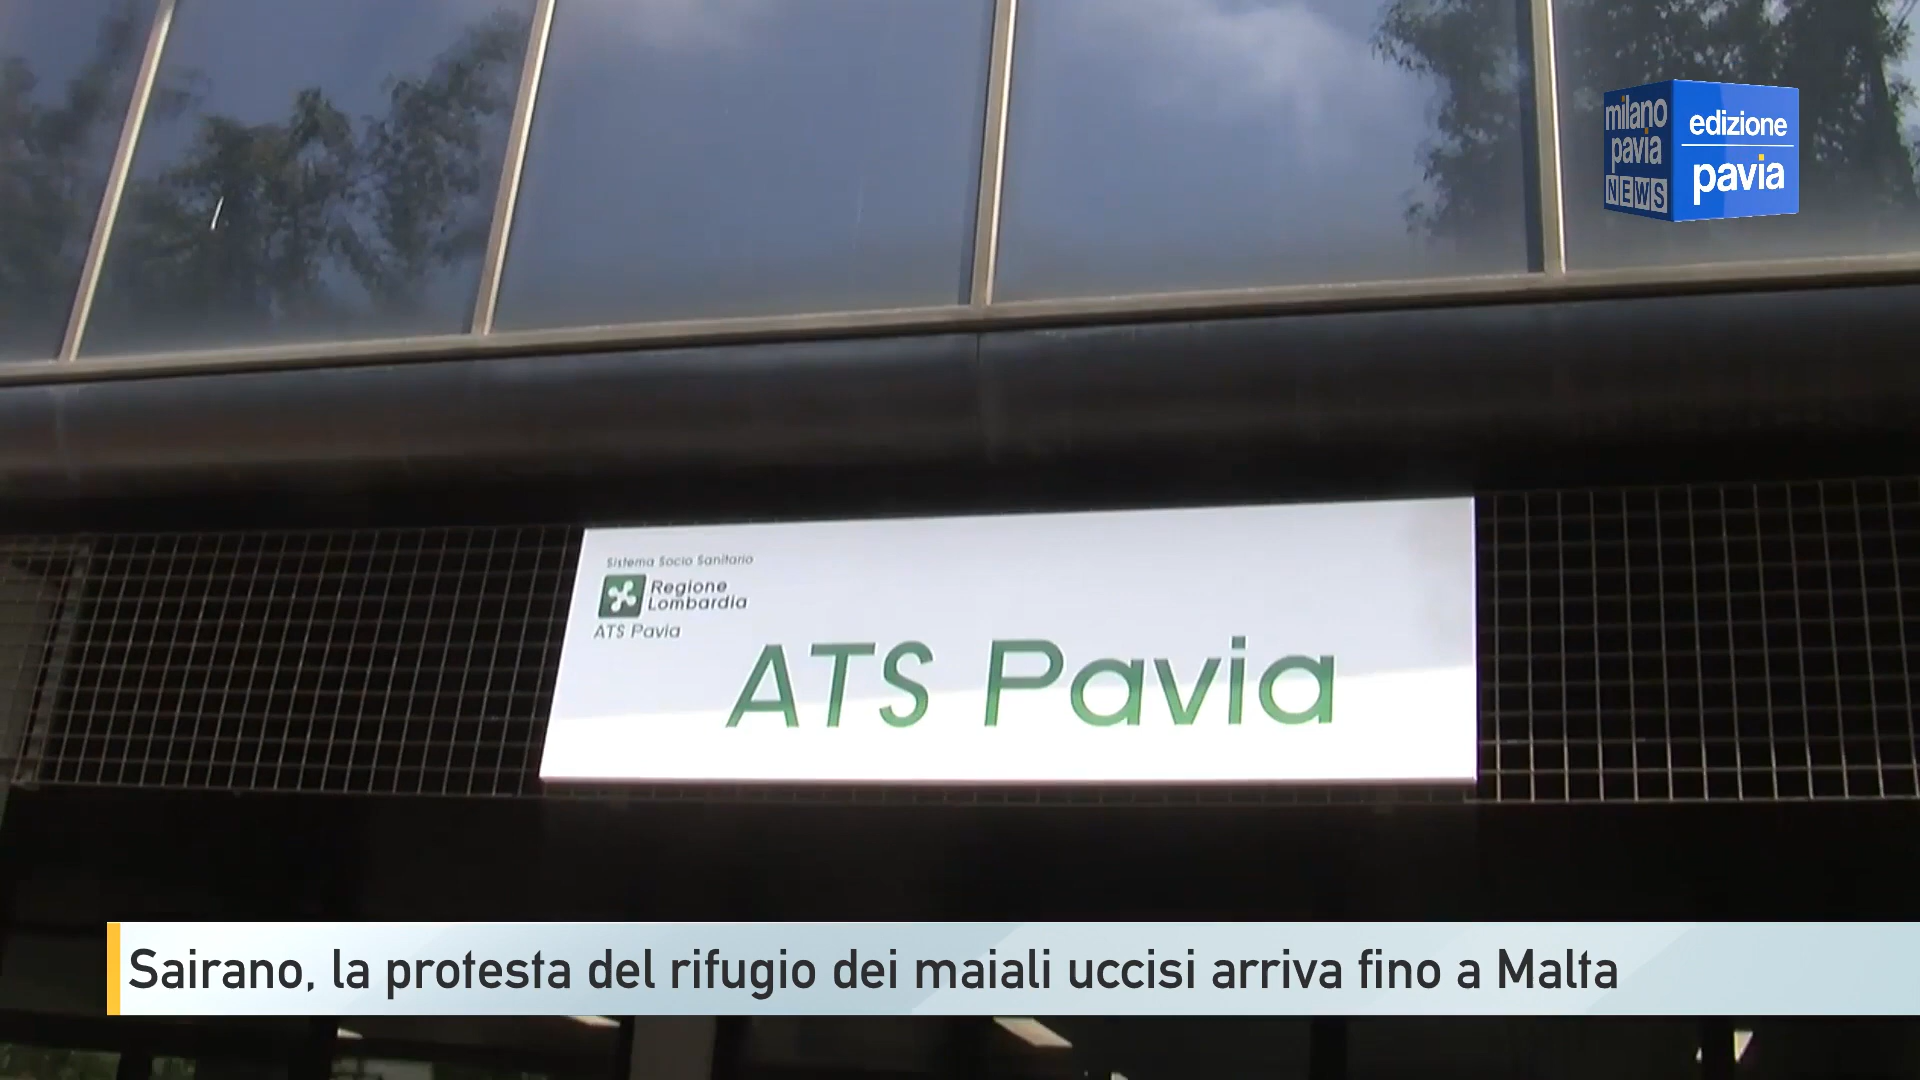 milano
pavia
NEWS
edizione
pavia
Sistema Socio Sanitario
Regione
Lombardia
ATS Pavia
ATS Pavia
Sairano, la protesta del rifugio dei maiali uccisi arriva fino a Malta